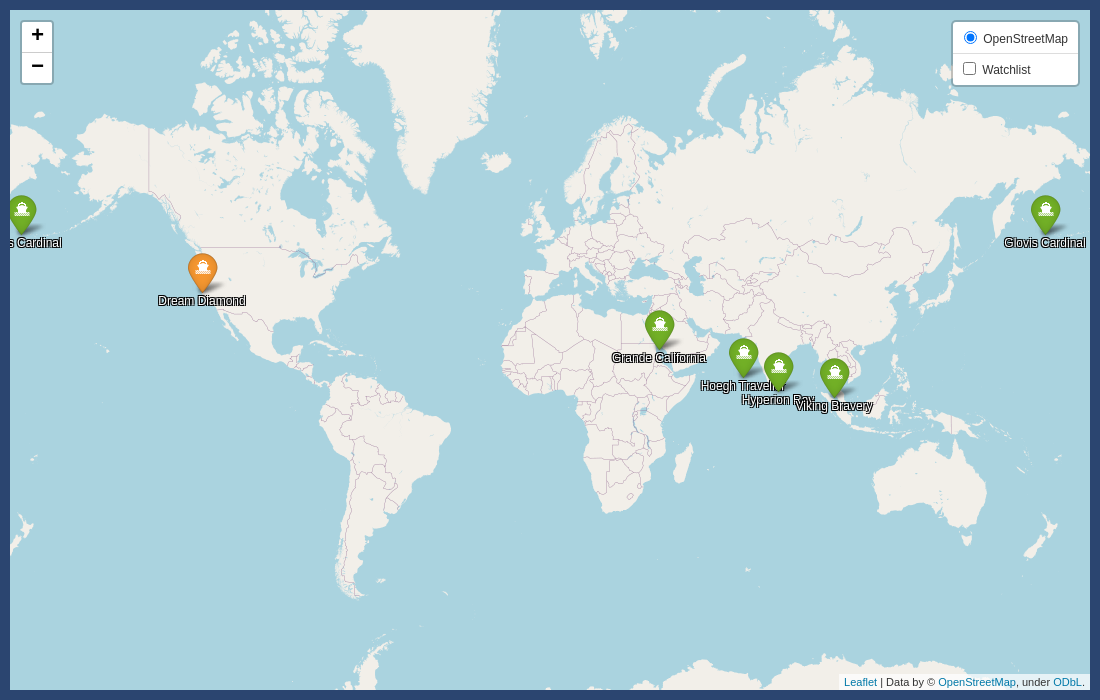 +
−
OpenStreetMap
Watchlist
s Cardinal
Glovis Cardinal
Dream Diamond
Grande California
Hoegh Traveller
Hyperion Ray
Viking Bravery
Leaflet | Data by © OpenStreetMap, under ODbL.